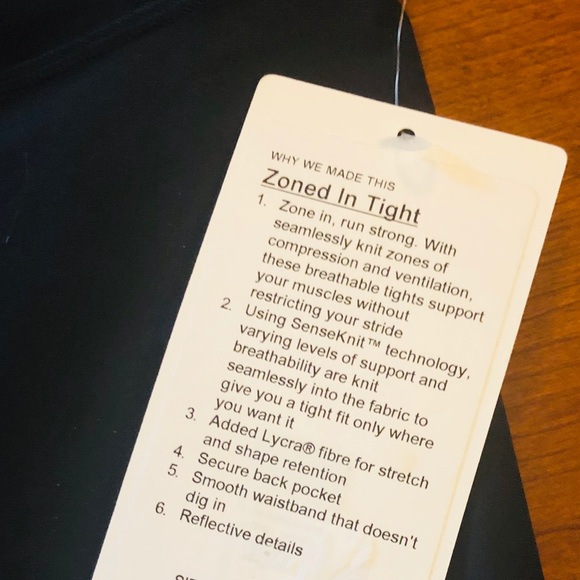 WHY WE MADE THIS
Zoned In Tight
1. Zone in, run strong. With
seamlessly knit zones of
compression and ventilation,
these breathable tights support
your muscles without
restricting your stride
2. Using SenseKnit™ technology,
varying levels of support and
breathability are knit
seamlessly into the fabric to
give you a tight fit only where
you want it
3. Added Lycra® fibre for stretch
and shape retention
4. Secure back pocket
5. Smooth waistband that doesn't
dig in
6. Reflective details